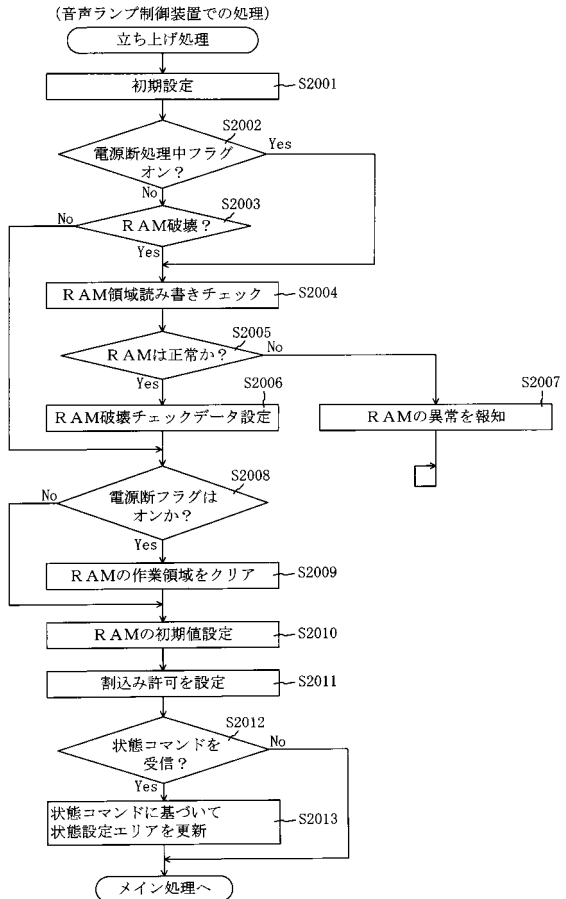 (音声ランプ制御装置での処理)
立ち上げ処理
初期設定
S2001
S2002
電源断処理中フラグ
オン?
Yes
No
S2003
RAM破壊?
No
Yes
RAM領域読み書きチェック
S2004
S2005
RAMは正常か?
No
Yes
S2006
RAM破壊チェックデータ設定
S2007
RAMの異常を報知
S2008
電源断フラグは
オンか?
No
Yes
RAMの作業領域をクリア
S2009
RAMの初期値設定
S2010
割込み許可を設定
S2011
S2012
状態コマンドを
受信?
No
Yes
状態コマンドに基づいて
状態設定エリアを更新
S2013
メイン処理へ